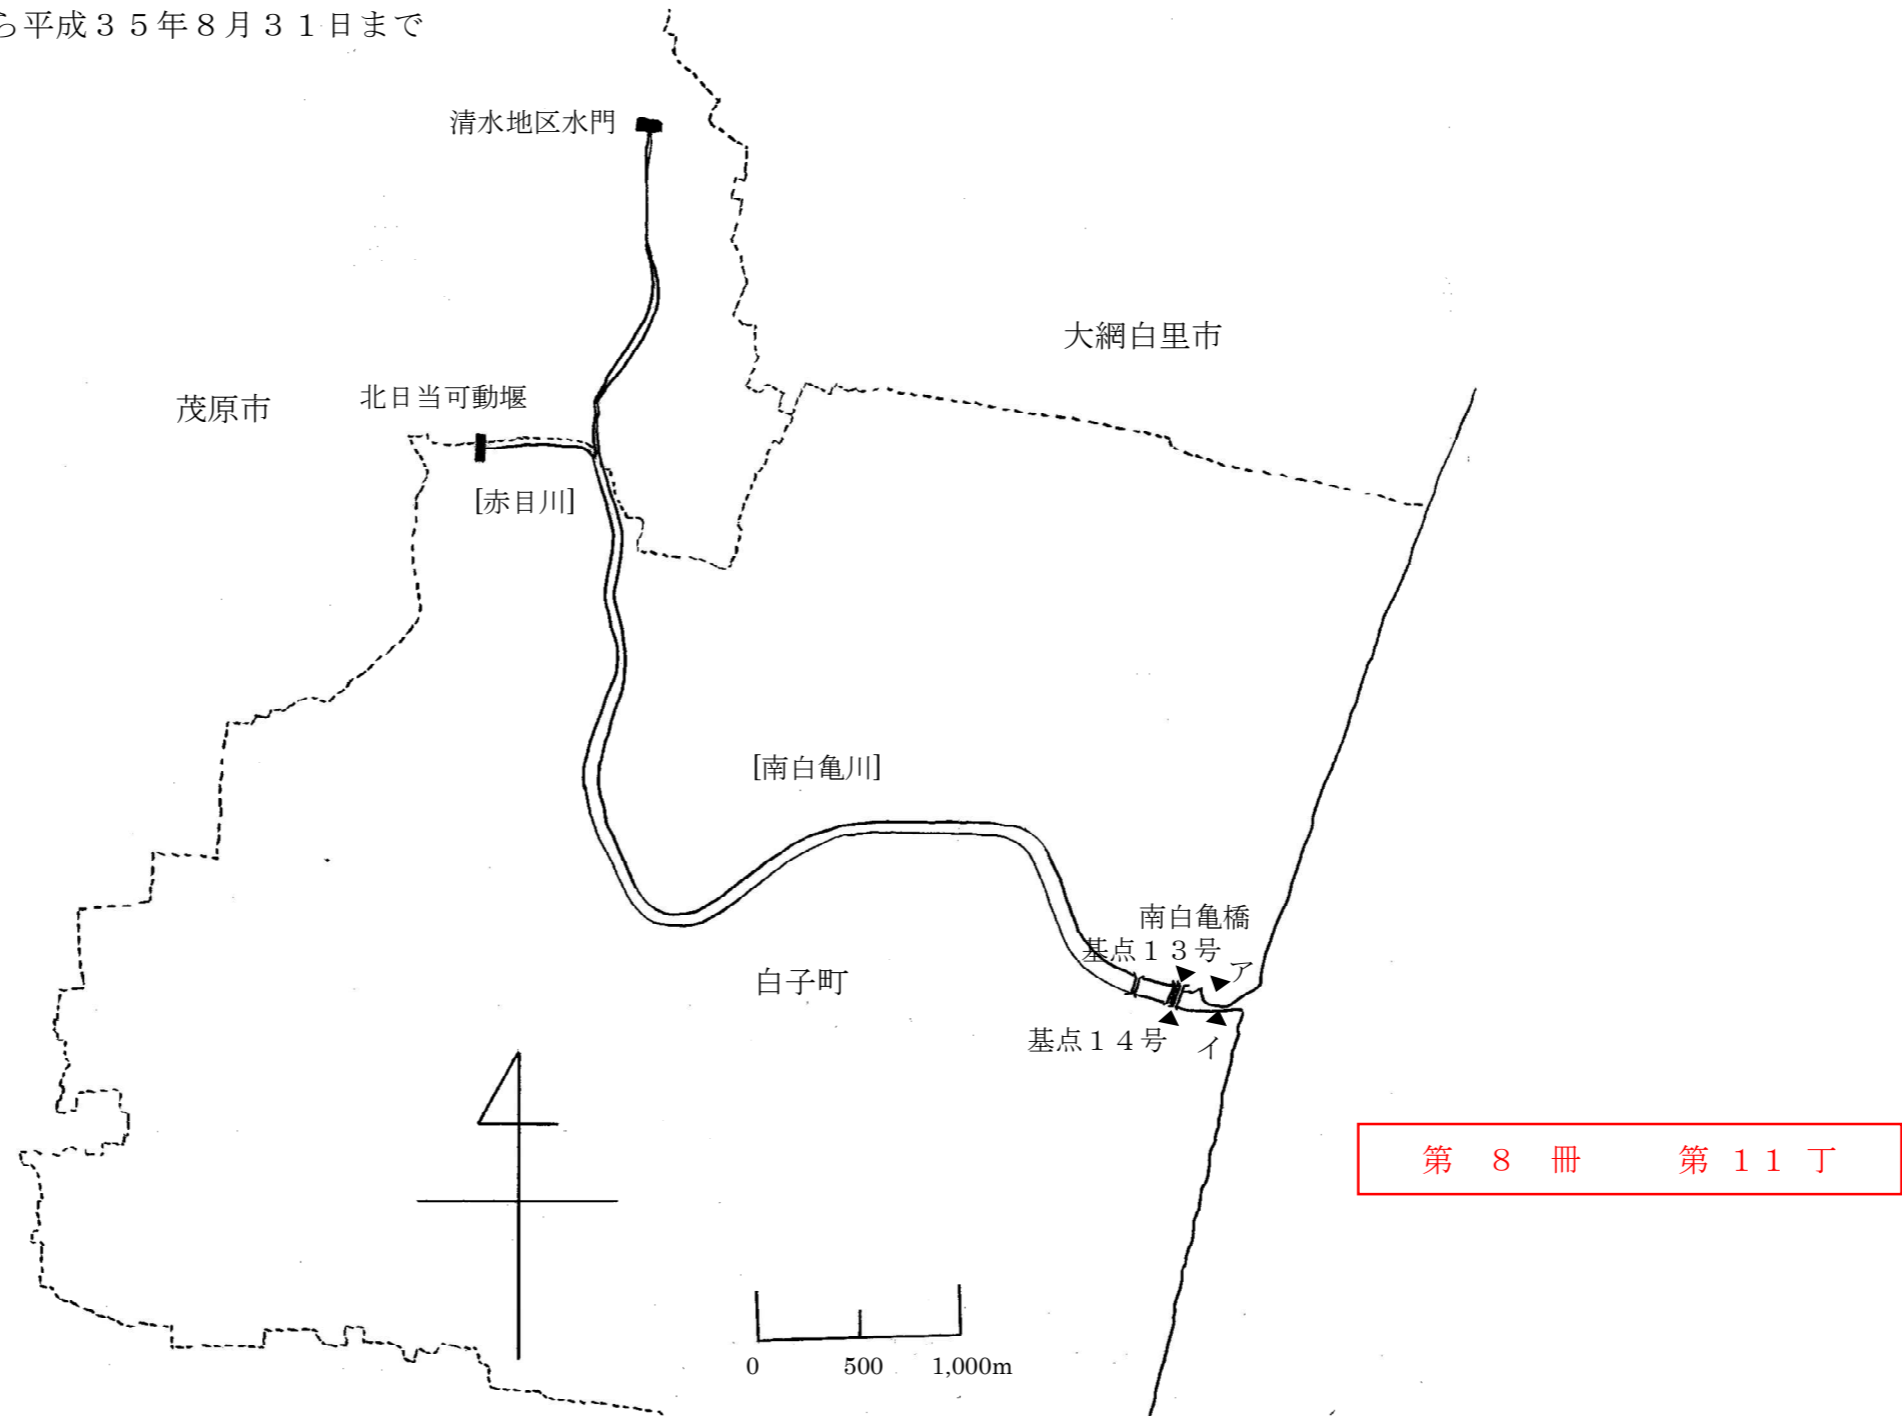 ら平成３５年８月３１日まで
清水地区水門
大網白里市
北日当可動堰
茂原市
[赤目川]
[南白亀川]
南白亀橋
基点１３号
ア
白子町
基点１４号
イ
第 ８ 冊 第 １１ 丁
0 500 1,000m